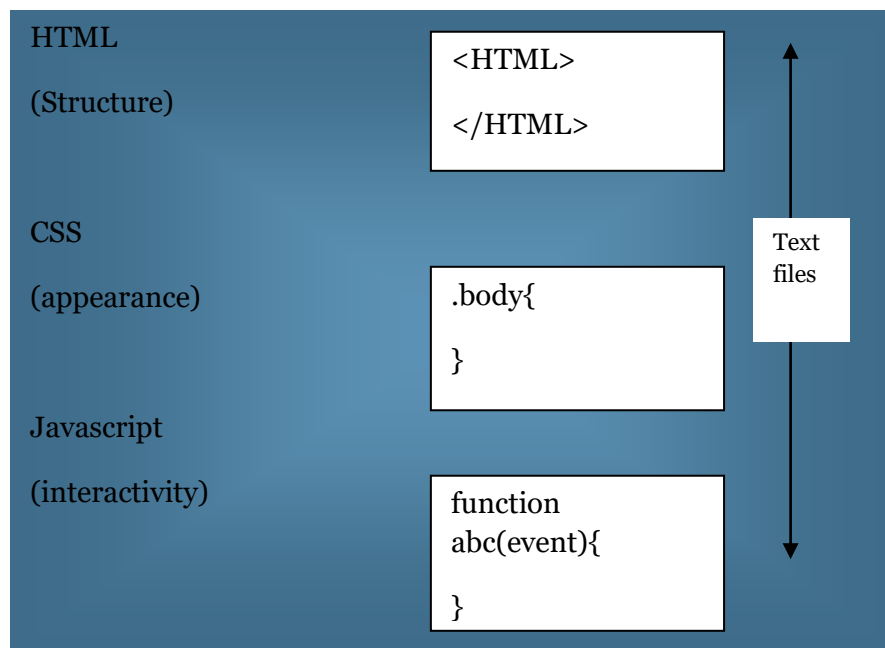 HTML
(Structure)
<HTML>
</HTML>
CSS
(appearance)
.body{
}
Text
files
Javascript
(interactivity)
function
abc(event){
}